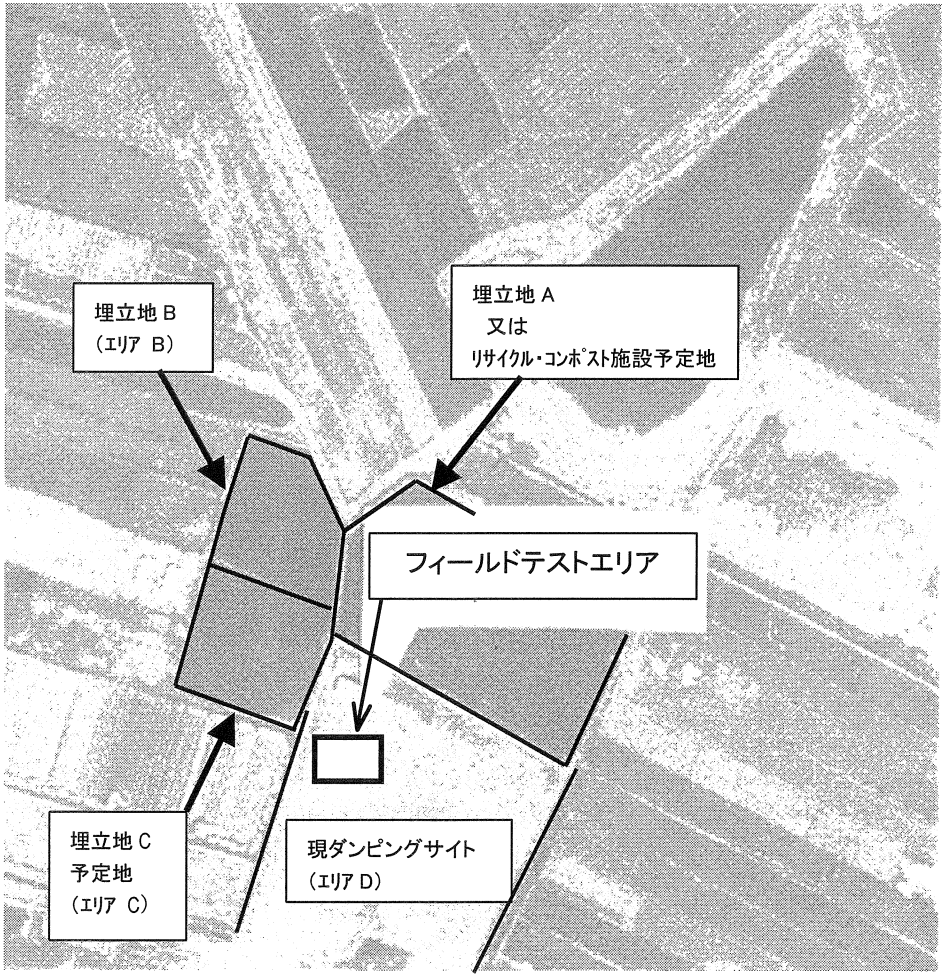 埋立地 B
（エリア B）
埋立地 A
又は
リサイクル・コンポスト施設予定地
フィールドテストエリア
埋立地 C
予定地
（エリア C）
現ダンピングサイト
（エリア D）